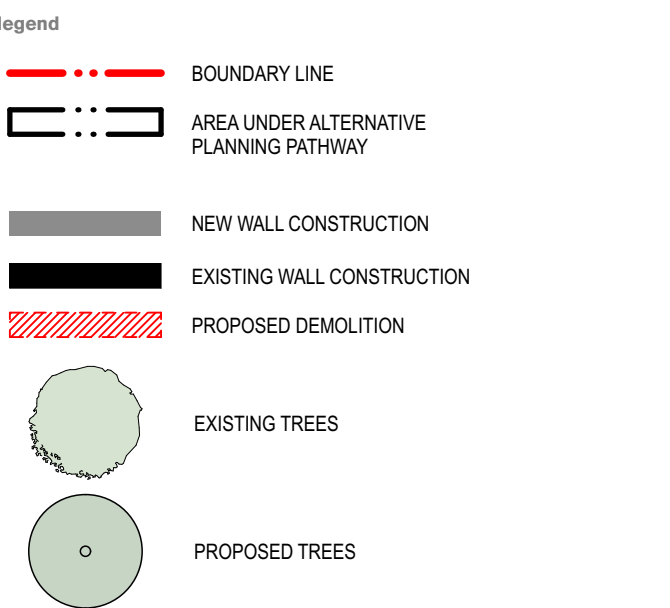 legend
BOUNDARY LINE
AREA UNDER ALTERNATIVE
PLANNING PATHWAY
NEW WALL CONSTRUCTION
EXISTING WALL CONSTRUCTION
PROPOSED DEMOLITION
EXISTING TREES
PROPOSED TREES